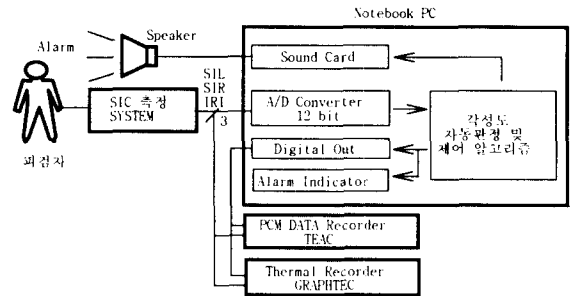 Notebook PC
Alarm
Speaker
Sound Card
SIL
SIR
IRI
3
SIC 측정
SYSTEM
A/D Converter
12 bit
각성도
자동판정 및
제어 알고리즘
Digital Out
Alarm Indicator
피검자
PCM DATA Recorder
TEAC
Thermal Recorder
GRAPHTEC